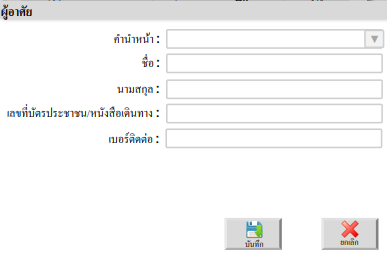 ผู้อาศัย
คำนำหน้า :
ชื่อ :
นามสกุล :
เลขที่บัตรประชาชน/หนังสือเดินทาง :
เบอร์ติดต่อ :
บันทึก
ยกเลิก